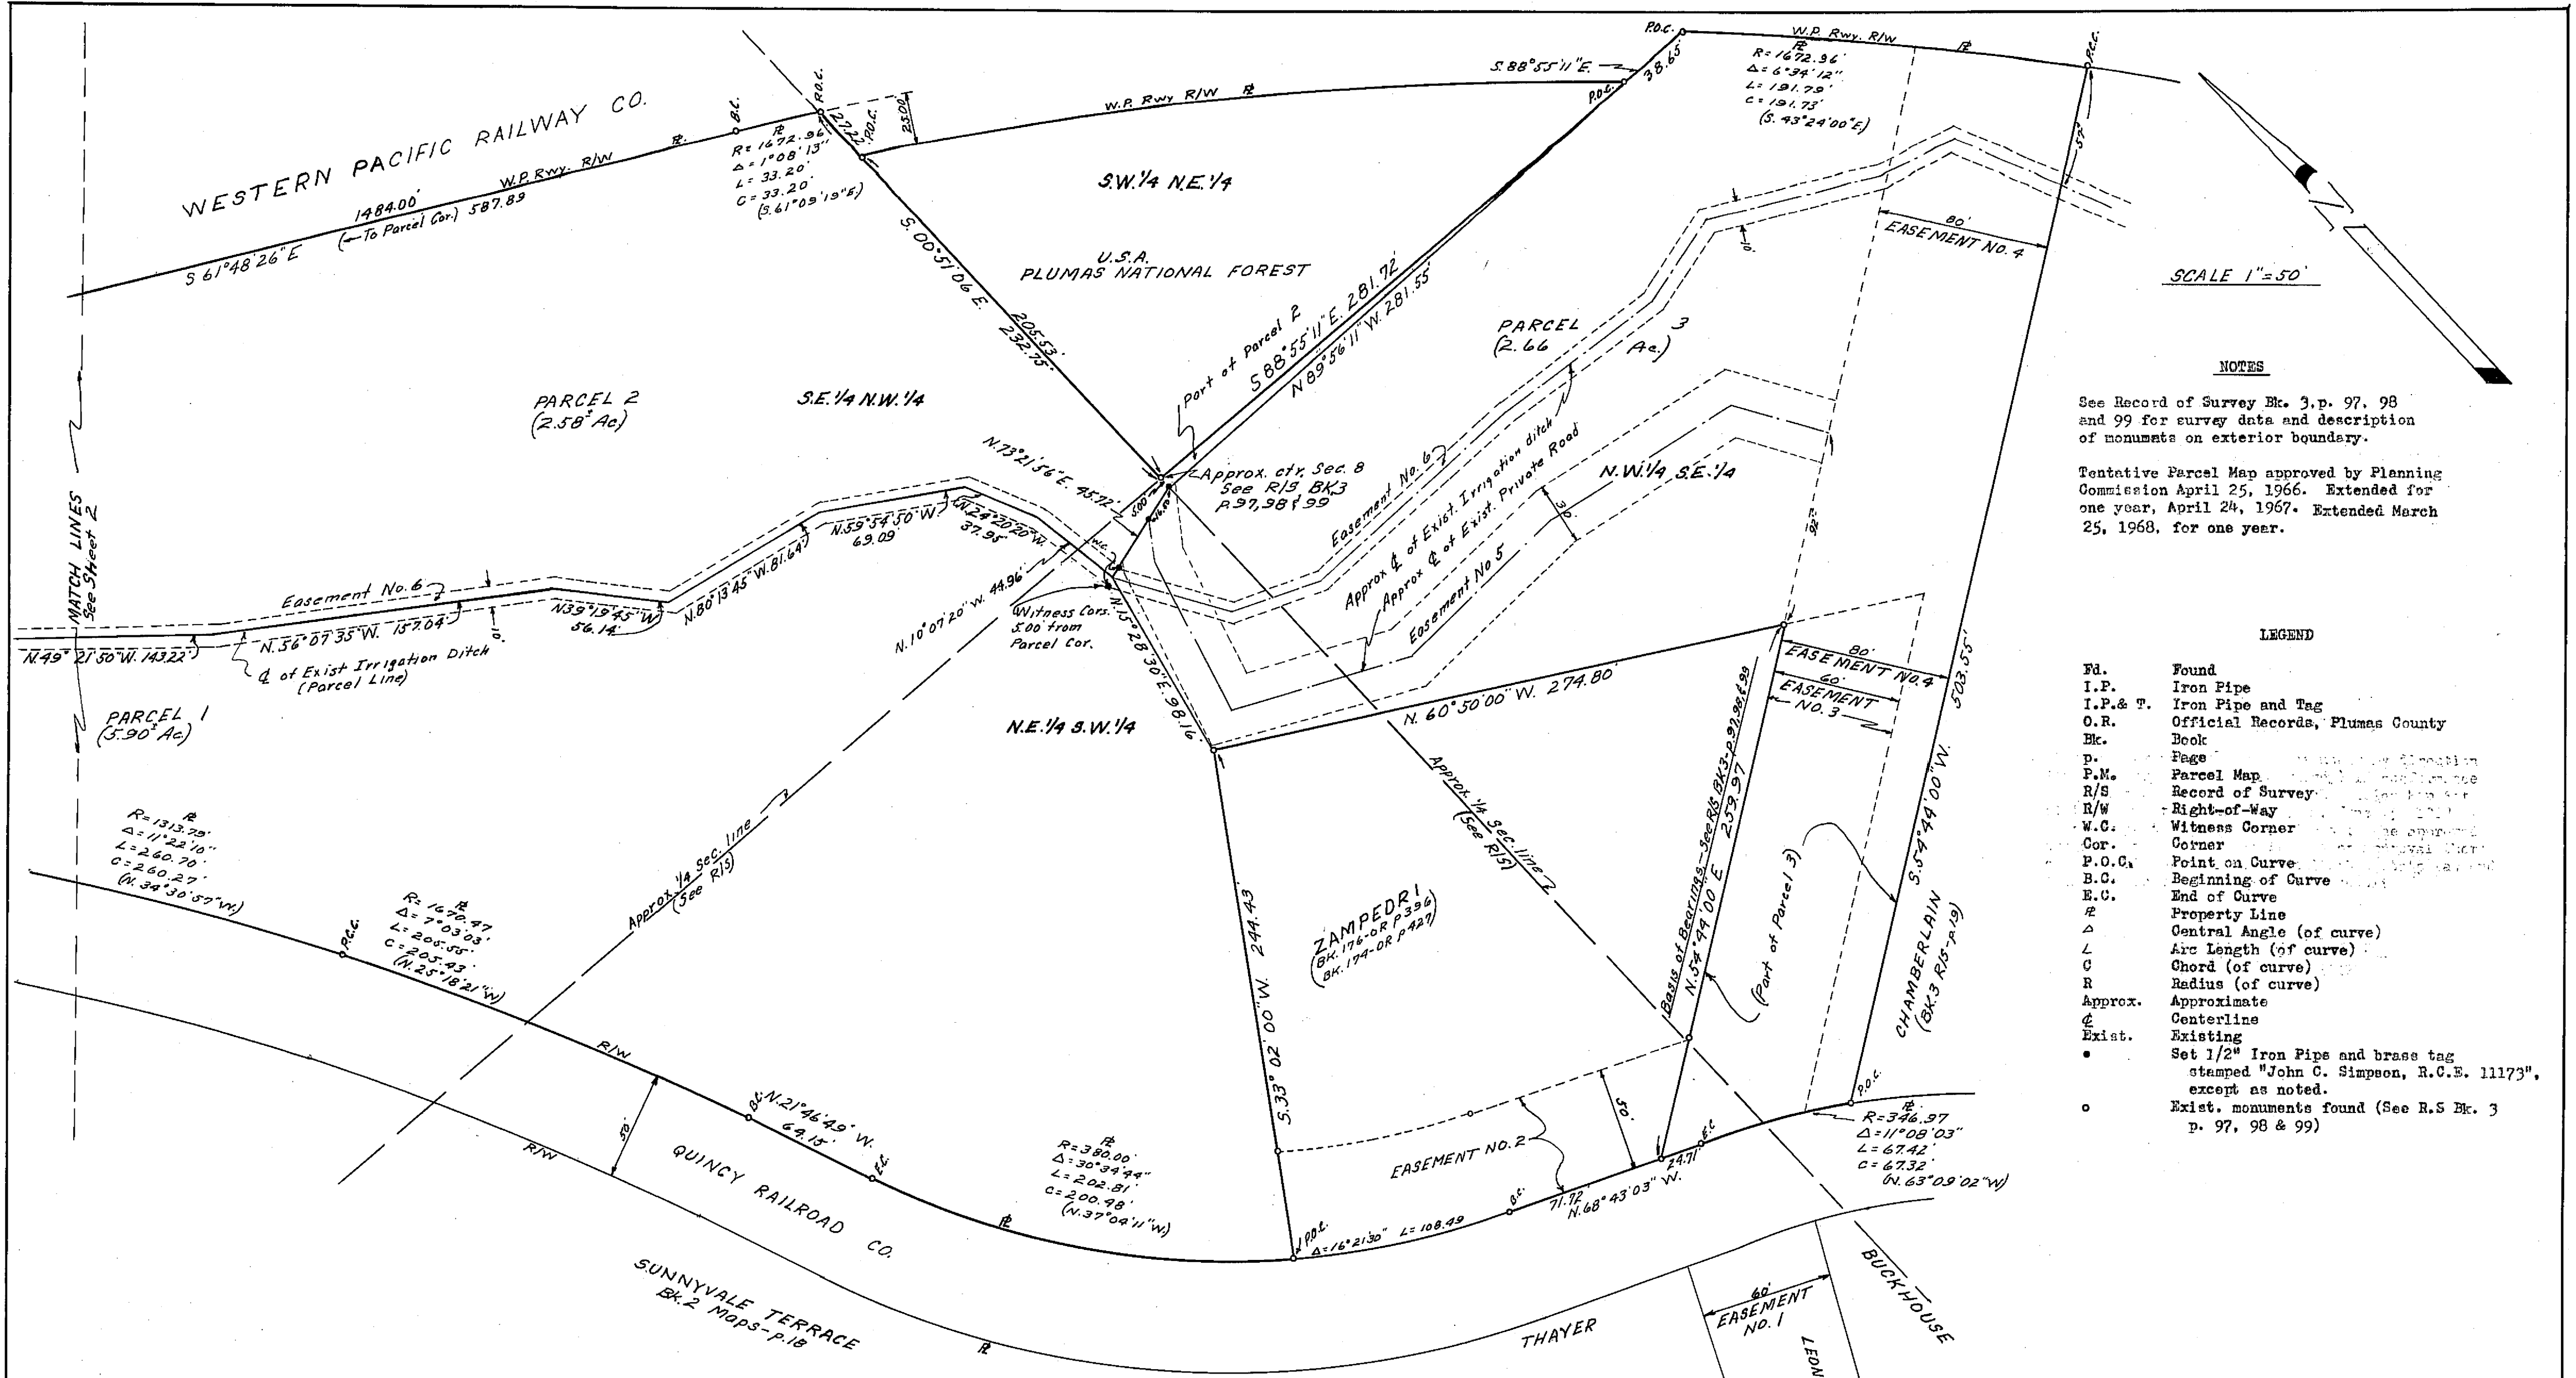 WESTERN PACIFIC RAILWAY CO.
1484.00'
(←To Parcel Cor.) 587.89
W.P. Rwy. R/W
S 61°48'26" E
B.C.
P.O.C.
R= 1672.96'
Δ= 1°08'13"
L= 33.20'
C= 33.20'
(S.61°09'19"E.)
27.22
P.O.C.
25.00
W.P. Rwy R/W
S.88°55'11"E.
P.O.C.
P.O.C.
38.65'
W.P. Rwy. R/W
R= 1672.96'
Δ= 6°34'12"
L= 191.79'
C= 191.73'
(S. 43°24'00"E)
P.C.C.
57'
S.W.1/4 N.E.1/4
U.S.A.
PLUMAS NATIONAL FOREST
S. 00°51'06 E.
205.53'
232.75'
Port of Parcel 2
S 88°55'11"E. 281.72'
N 89°56'11"W. 281.55'
PARCEL 3
(2.66 Ac.)
80'
EASEMENT NO. 4
SCALE 1"=50'
MATCH LINES
See Sheet 2
PARCEL 2
(2.58± Ac)
S.E.1/4 N.W.1/4
N.73°21'56"E. 45.72'
5.00'
16.80'
Approx. ctr. Sec. 8
See R/S BK3
P.97,98 & 99
W.C.
Witness Cors.
5.00' from
Parcel Cor.
Easement No. 6
10'
Approx ℄ of Exist. Irrigation ditch
Approx ℄ of Exist. Private Road
Easement No 5
30'
N.W.1/4 S.E.1/4
92'
NOTES
See Record of Survey Bk. 3,p. 97, 98
and 99 for survey data and description
of monumats on exterior boundary.
Tentative Parcel Map approved by Planning
Commission April 25, 1966. Extended for
one year, April 24, 1967. Extended March
25, 1968, for one year.
Easement No.6
10'
N.49° 21'50"W. 143.22'
N.56°07'35"W. 157.04'
N39°19'45"W
56.14'
N.80°13'45"W.81.64'
N.59°54'50"W.
69.09'
N.24°20'20"W.
37.95'
N.10°07'20"W. 44.96'
℄ of Exist Irrigation Ditch
(Parcel Line)
PARCEL 1
(5.90± Ac)
N.15°28'30"E. 98.16'
N.E.1/4 S.W.1/4
N. 60°50'00" W. 274.80'
80'
EASEMENT NO.4
60'
EASEMENT
NO. 3
Basis of Bearings-See R/S BK3-p.97,98,&99
N.54°44'00"E 259.97
(Part of Parcel 3)
S.54°44'00"W. 503.55'
CHAMBERLAIN
(BK.3 R/S-p.19)
LEGEND
Fd. Found
I.P. Iron Pipe
I.P.& T. Iron Pipe and Tag
O.R. Official Records, Plumas County
Bk. Book
p. Page
P.M. Parcel Map
R/S Record of Survey
R/W Right-of-Way
W.C. Witness Corner
Cor. Corner
P.O.C. Point on Curve
B.C. Beginning of Curve
E.C. End of Curve
Property Line
Δ Central Angle (of curve)
L Arc Length (of curve)
C Chord (of curve)
R Radius (of curve)
Approx. Approximate
℄ Centerline
Exist. Existing
• Set 1/2" Iron Pipe and brass tag
stamped "John C. Simpson, R.C.E. 11173",
except as noted.
o Exist. monuments found (See R.S Bk. 3
p. 97, 98 & 99)
R= 1313.79'
Δ= 11°22'10"
L= 260.70'
C= 260.27'
(N. 34°30'57"W.)
P.C.C.
R= 1670.47
Δ= 7°03'03'
L= 205.55'
C= 205.43'
(N.25°18'21"W)
Approx. 1/4 Sec. line
(See R/S)
Approx. 1/4 Sec. line
(See R/S)
S.33° 02' 00"W. 244.43'
ZAMPEDRI
(BK. 176-OR P 396)
(BK. 174-OR P 427)
R/W
R/W
50'
B.C.
N.21°46'49" W.
64.15'
E.C.
QUINCY RAILROAD CO.
R= 380.00'
Δ= 30°34'44"
L= 202.81'
C= 200.48'
(N.37°04'11"W.)
P.O.C.
Δ=16°21'30" L= 108.49
EASEMENT NO.2
50'
B.C.
71.72'
N.68°43'03" W.
24.71'
E.C
P.O.C.
R= 346.97
Δ= 11°08'03"
L= 67.42'
C= 67.32'
(N.63°09'02"W)
SUNNYVALE TERRACE
BK.2 Maps-p.18
THAYER
60'
EASEMENT
NO. 1
BUCKHOUSE
LEON